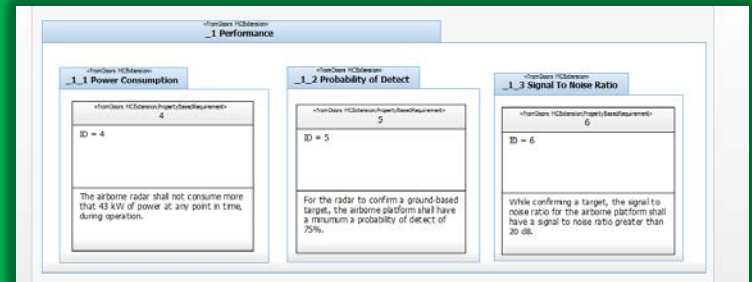 «fromDoors MCExtension»
_1 Performance
«fromDoors MCExtension»
_1_1 Power Consumption
«fromDoors MCExtension,PropertyBasedRequirement»
4
ID = 4
The airborne radar shall not consume more
that 43 kW of power at any point in time,
during operation.
«fromDoors MCExtension»
_1_2 Probability of Detect
«fromDoors MCExtension,PropertyBasedRequirement»
5
ID = 5
For the radar to confirm a ground-based
target, the airborne platform shall have
a minumum a probability of detect of
75%.
«fromDoors MCExtension»
_1_3 Signal To Noise Ratio
«fromDoors MCExtension,PropertyBasedRequirement»
6
ID = 6
While confirming a target, the signal to
noise ratio for the airborne platform shall
have a signal to noise ratio greater than
20 dB.